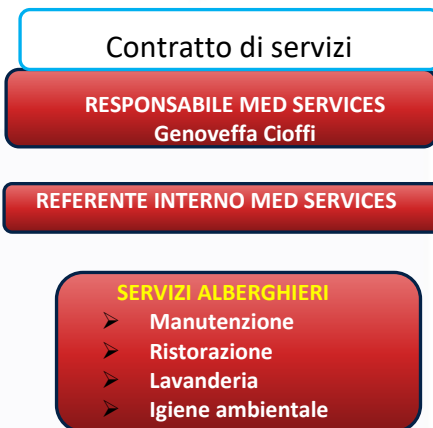 Contratto di servizi
RESPONSABILE MED SERVICES
Genoveffa Cioffi
REFERENTE INTERNO MED SERVICES
SERVIZI ALBERGHIERI
➢ Manutenzione
➢ Ristorazione
➢ Lavanderia
➢ Igiene ambientale